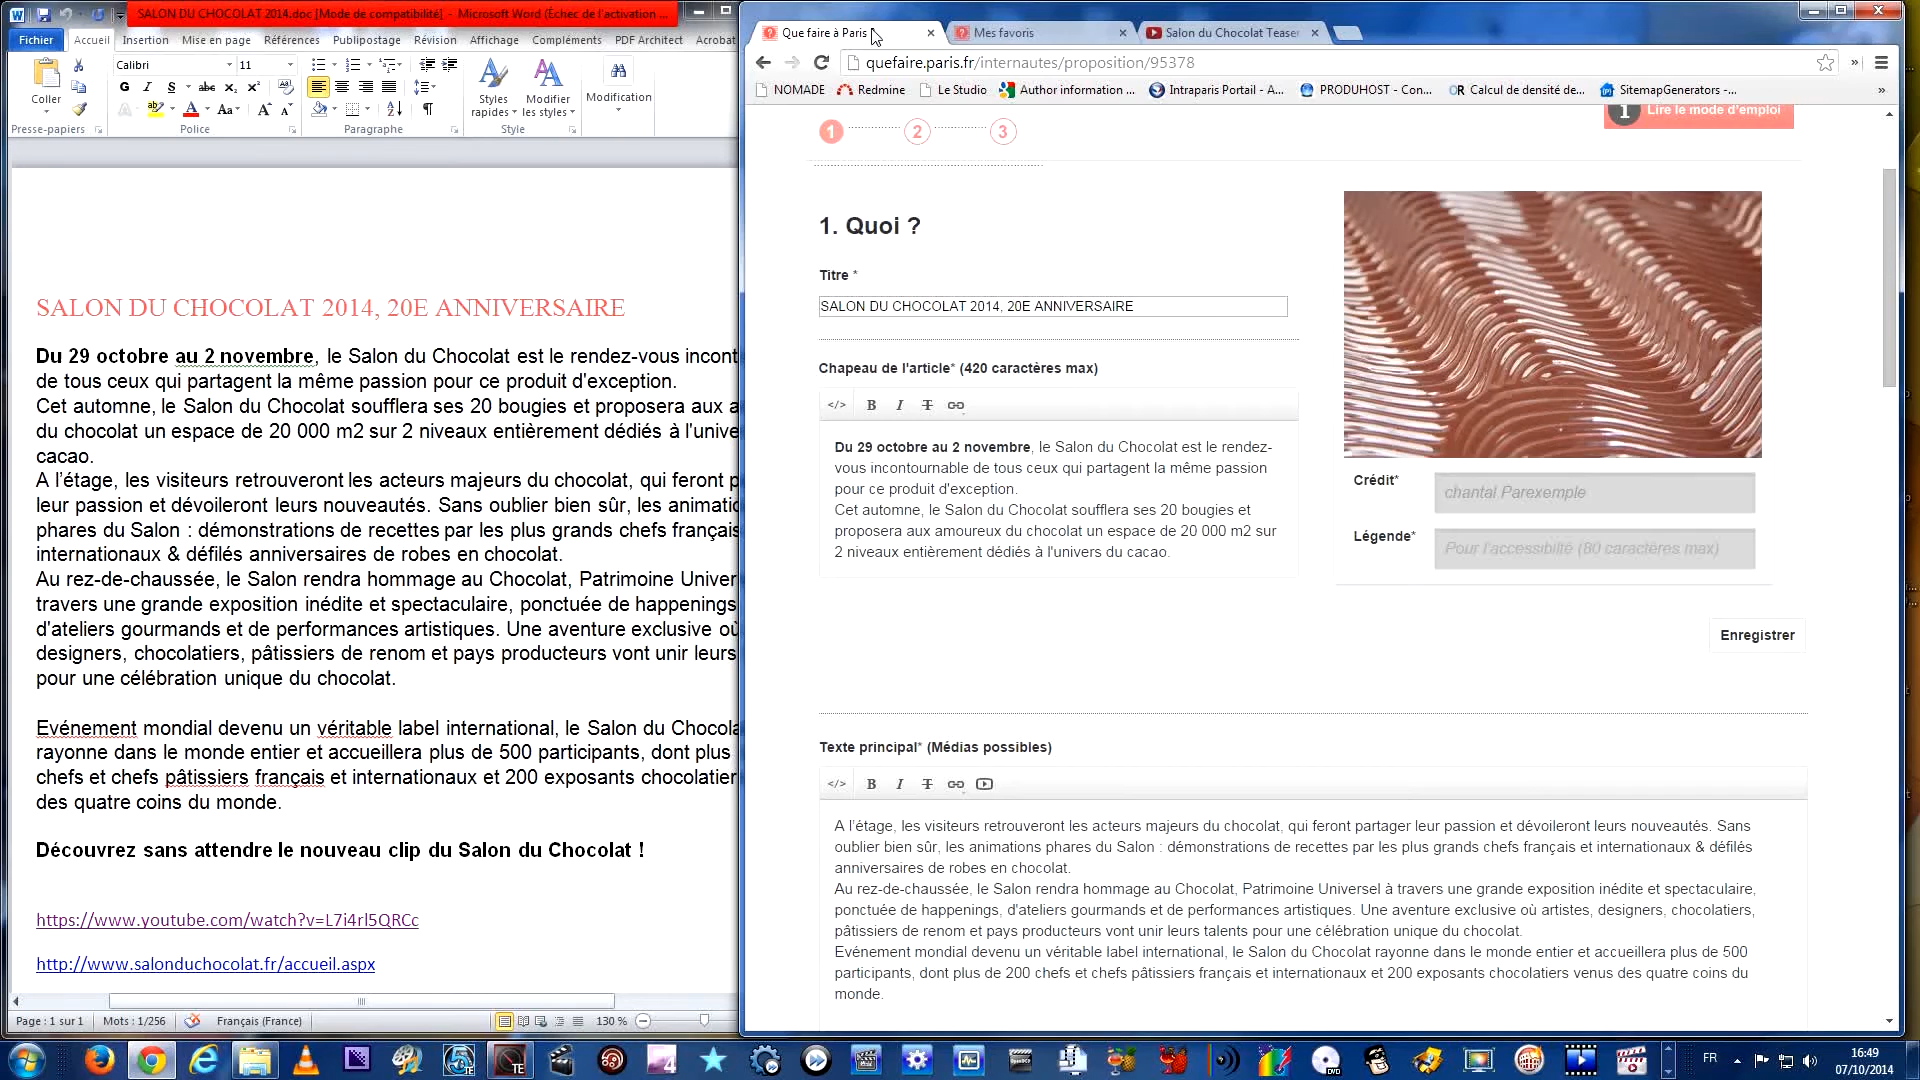 SALON DU CHOCOLAT 2014.doc [Mode de compatibilité] - Microsoft Word (Échec de l'activation ...
Fichier Accueil Insertion Mise en page Références Publipostage Révision Affichage Compléments PDF Architect Acrobat
Calibri 11
Coller
G I S abc x₂ x²
Styles rapides
Modifier les styles
Modification
Presse-papiers Police Paragraphe Style
SALON DU CHOCOLAT 2014, 20E ANNIVERSAIRE
Du 29 octobre au 2 novembre, le Salon du Chocolat est le rendez-vous incont
de tous ceux qui partagent la même passion pour ce produit d'exception.
Cet automne, le Salon du Chocolat soufflera ses 20 bougies et proposera aux a
du chocolat un espace de 20 000 m2 sur 2 niveaux entièrement dédiés à l'unive
cacao.
A l'étage, les visiteurs retrouveront les acteurs majeurs du chocolat, qui feront p
leur passion et dévoileront leurs nouveautés. Sans oublier bien sûr, les animatio
phares du Salon : démonstrations de recettes par les plus grands chefs français
internationaux & défilés anniversaires de robes en chocolat.
Au rez-de-chaussée, le Salon rendra hommage au Chocolat, Patrimoine Univer
travers une grande exposition inédite et spectaculaire, ponctuée de happenings
d'ateliers gourmands et de performances artistiques. Une aventure exclusive où
designers, chocolatiers, pâtissiers de renom et pays producteurs vont unir leurs
pour une célébration unique du chocolat.
Evénement mondial devenu un véritable label international, le Salon du Chocola
rayonne dans le monde entier et accueillera plus de 500 participants, dont plus
chefs et chefs pâtissiers français et internationaux et 200 exposants chocolatier
des quatre coins du monde.
Découvrez sans attendre le nouveau clip du Salon du Chocolat !
https://www.youtube.com/watch?v=L7i4rl5QRCc
http://www.salonduchocolat.fr/accueil.aspx
Page : 1 sur 1 Mots : 1/256 Français (France) 130 %
Que faire à Paris Mes favoris Salon du Chocolat Teaser
quefaire.paris.fr/internautes/proposition/95378
NOMADE Redmine Le Studio Author information ... Intraparis Portail - A... PRODUHOST - Con... Calcul de densité de... SitemapGenerators -...
1 2 3
Lire le mode d'emploi
1. Quoi ?
Titre *
SALON DU CHOCOLAT 2014, 20E ANNIVERSAIRE
Chapeau de l'article* (420 caractères max)
</> B I T
Du 29 octobre au 2 novembre, le Salon du Chocolat est le rendez-
vous incontournable de tous ceux qui partagent la même passion
pour ce produit d'exception.
Cet automne, le Salon du Chocolat soufflera ses 20 bougies et
proposera aux amoureux du chocolat un espace de 20 000 m2 sur
2 niveaux entièrement dédiés à l'univers du cacao.
Crédit* chantal Parexemple
Légende* Pour l'accessibilité (80 caractères max)
Enregistrer
Texte principal* (Médias possibles)
</> B I T
A l'étage, les visiteurs retrouveront les acteurs majeurs du chocolat, qui feront partager leur passion et dévoileront leurs nouveautés. Sans
oublier bien sûr, les animations phares du Salon : démonstrations de recettes par les plus grands chefs français et internationaux & défilés
anniversaires de robes en chocolat.
Au rez-de-chaussée, le Salon rendra hommage au Chocolat, Patrimoine Universel à travers une grande exposition inédite et spectaculaire,
ponctuée de happenings, d'ateliers gourmands et de performances artistiques. Une aventure exclusive où artistes, designers, chocolatiers,
pâtissiers de renom et pays producteurs vont unir leurs talents pour une célébration unique du chocolat.
Evénement mondial devenu un véritable label international, le Salon du Chocolat rayonne dans le monde entier et accueillera plus de 500
participants, dont plus de 200 chefs et chefs pâtissiers français et internationaux et 200 exposants chocolatiers venus des quatre coins du
monde.
FR
16:49
07/10/2014